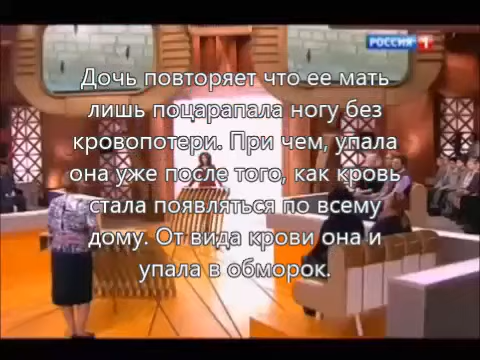 РОССИЯ 1
Дочь повторяет что ее мать
лишь поцарапала ногу без
кровопотери. При чем, упала
она уже после того, как кровь
стала появляться по всему
дому. От вида крови она и
упала в обморок.